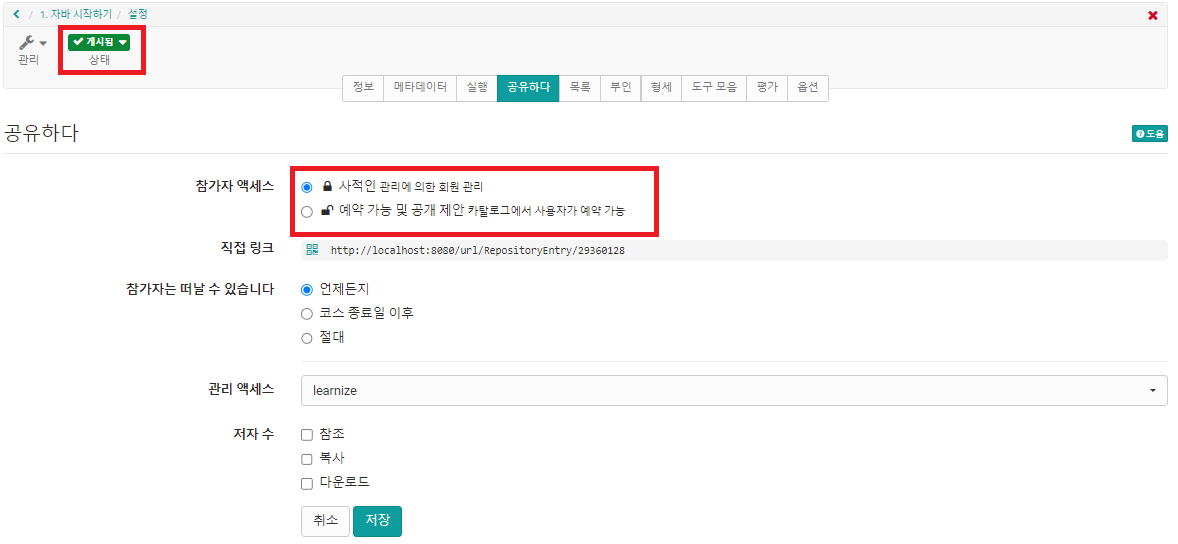 / 1. 자바 시작하기 / 설정
관리 게시됨 상태
정보 메타데이터 실행 공유하다 목록 부인 형세 도구 모음 평가 옵션
공유하다 도움
참가자 액세스 사적인 관리에 의한 회원 관리
예약 가능 및 공개 제안 카탈로그에서 사용자가 예약 가능
직접 링크 http://localhost:8080/url/RepositoryEntry/29360128
참가자는 떠날 수 있습니다 언제든지
코스 종료일 이후
절대
관리 액세스 learnize
저자 수 참조
복사
다운로드
취소 저장